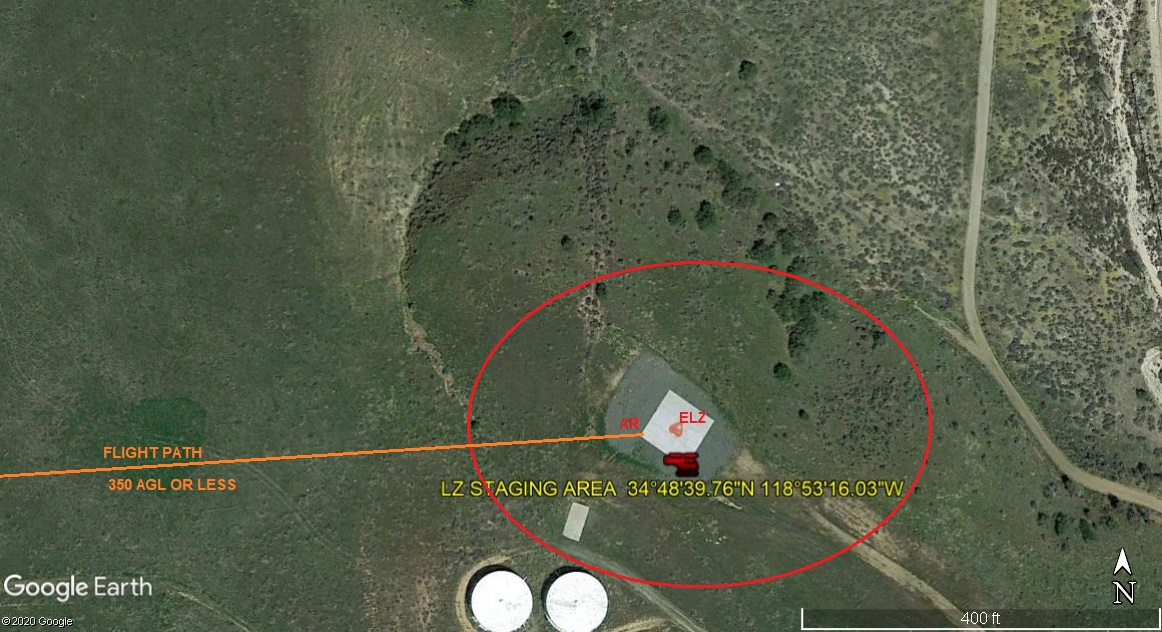 ELZ
AR
FLIGHT PATH
350 AGL OR LESS
LZ STAGING AREA 34°48'39.76"N 118°53'16.03"W
Google Earth
N
400 ft
©2020 Google